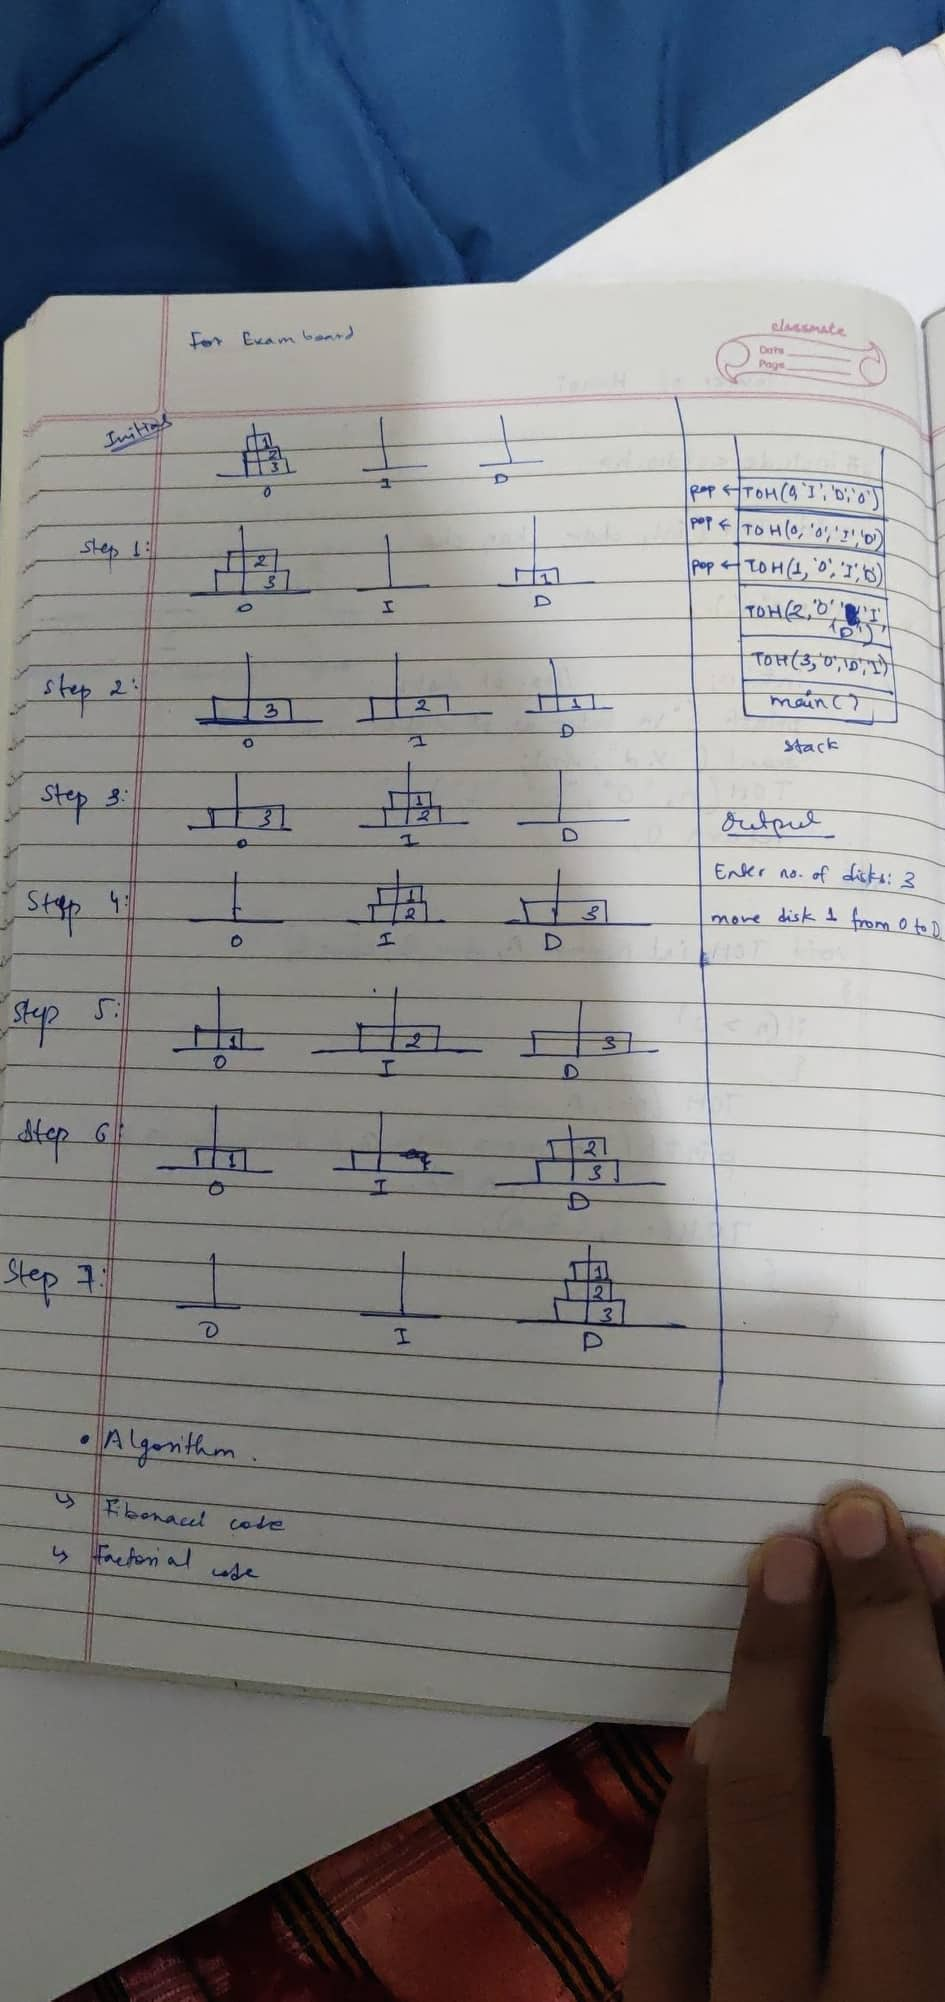 For Exam board
classmate
Date
Page
Initial
1
2
3
O
I
D
Step 1:
2
3
O
I
1
D
Step 2:
3
O
2
I
1
D
Step 3:
3
O
1
2
I
D
Step 4:
O
1
2
I
3
D
Step 5:
1
O
2
I
3
D
Step 6:
1
O
I
2
3
D
Step 7:
O
I
1
2
3
D
• Algorithm.
↳ Fibonacci code
↳ Factorial code
pop ← TOH(0,'I','D','O')
pop ← TOH(0,'O','I','D')
pop ← TOH(1,'O','I','D')
TOH(2,'O','I',
'D')
TOH(3,'O','D','I')
main()
stack
Output
Enter no. of disks: 3
move disk 1 from O to D